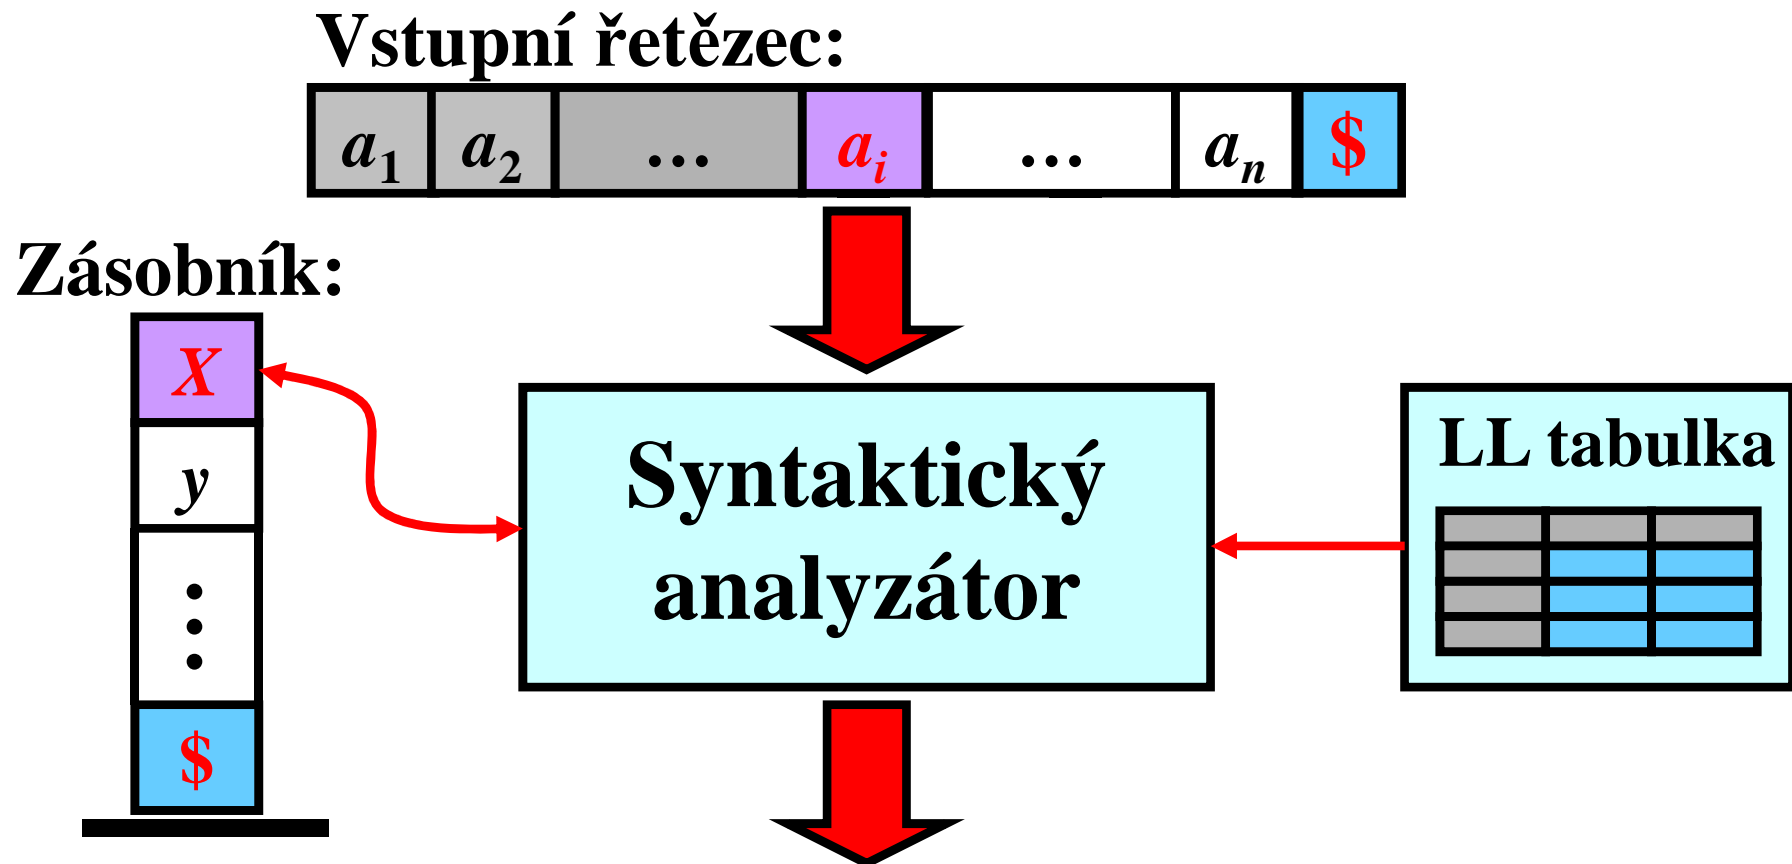 Vstupní řetězec:
a1 a2 … ai … an $
Zásobník:
X
y
⋮
$
Syntaktický
analyzátor
LL tabulka